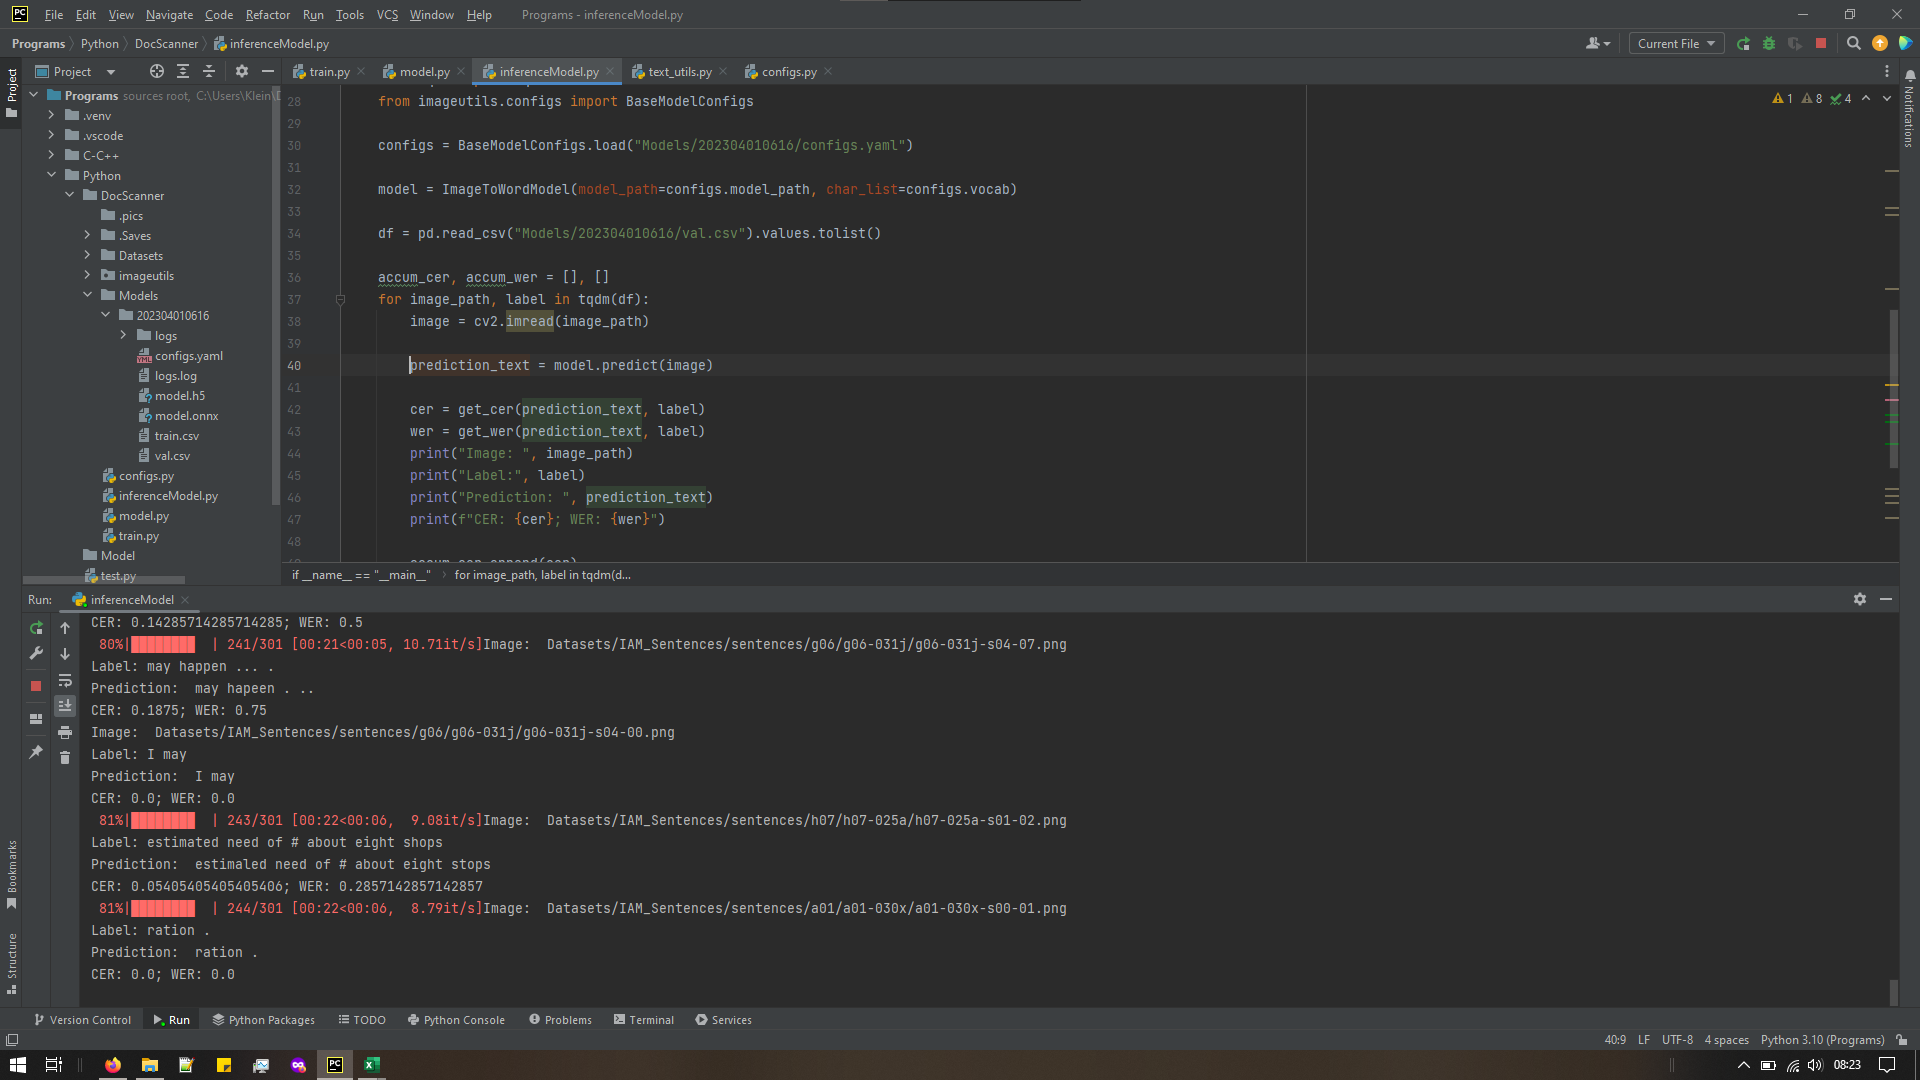 File Edit View Navigate Code Refactor Run Tools VCS Window Help Programs - inferenceModel.py
Programs Python DocScanner inferenceModel.py
Current File
Project
train.py model.py inferenceModel.py text_utils.py configs.py
Project
Notifications
Programs sources root, C:\Users\Klein\D
.venv
.vscode
C-C++
Python
DocScanner
.pics
.Saves
Datasets
imageutils
Models
202304010616
logs
configs.yaml
logs.log
model.h5
model.onnx
train.csv
val.csv
configs.py
inferenceModel.py
model.py
train.py
Model
test.py
1 8 4
28 from imageutils.configs import BaseModelConfigs
29
30 configs = BaseModelConfigs.load("Models/202304010616/configs.yaml")
31
32 model = ImageToWordModel(model_path=configs.model_path, char_list=configs.vocab)
33
34 df = pd.read_csv("Models/202304010616/val.csv").values.tolist()
35
36 accum_cer, accum_wer = [], []
37 for image_path, label in tqdm(df):
38 image = cv2.imread(image_path)
39
40 prediction_text = model.predict(image)
41
42 cer = get_cer(prediction_text, label)
43 wer = get_wer(prediction_text, label)
44 print("Image: ", image_path)
45 print("Label:", label)
46 print("Prediction: ", prediction_text)
47 print(f"CER: {cer}; WER: {wer}")
48
if __name__ == "__main__" for image_path, label in tqdm(d...
Run: inferenceModel
CER: 0.14285714285714285; WER: 0.5
80%| | 241/301 [00:21<00:05, 10.71it/s]Image: Datasets/IAM_Sentences/sentences/g06/g06-031j/g06-031j-s04-07.png
Label: may happen ... .
Prediction: may hapeen . ..
CER: 0.1875; WER: 0.75
Image: Datasets/IAM_Sentences/sentences/g06/g06-031j/g06-031j-s04-00.png
Label: I may
Prediction: I may
CER: 0.0; WER: 0.0
81%| | 243/301 [00:22<00:06, 9.08it/s]Image: Datasets/IAM_Sentences/sentences/h07/h07-025a/h07-025a-s01-02.png
Label: estimated need of # about eight shops
Prediction: estimaled need of # about eight stops
CER: 0.05405405405405406; WER: 0.2857142857142857
81%| | 244/301 [00:22<00:06, 8.79it/s]Image: Datasets/IAM_Sentences/sentences/a01/a01-030x/a01-030x-s00-01.png
Label: ration .
Prediction: ration .
CER: 0.0; WER: 0.0
Bookmarks
Structure
Version Control Run Python Packages TODO Python Console Problems Terminal Services
40:9 LF UTF-8 4 spaces Python 3.10 (Programs)
08:23